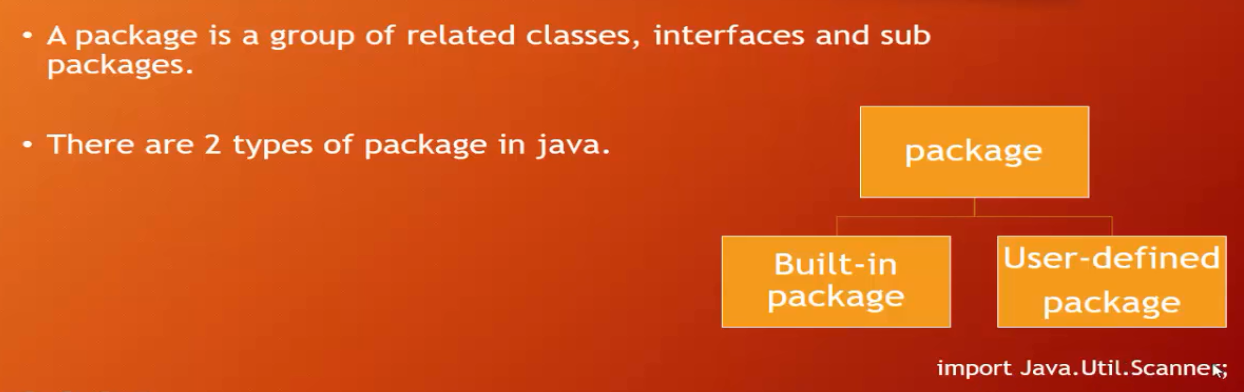 • A package is a group of related classes, interfaces and sub
packages.
• There are 2 types of package in java.
package
Built-in
package
User-defined
package
import Java.Util.Scanner;